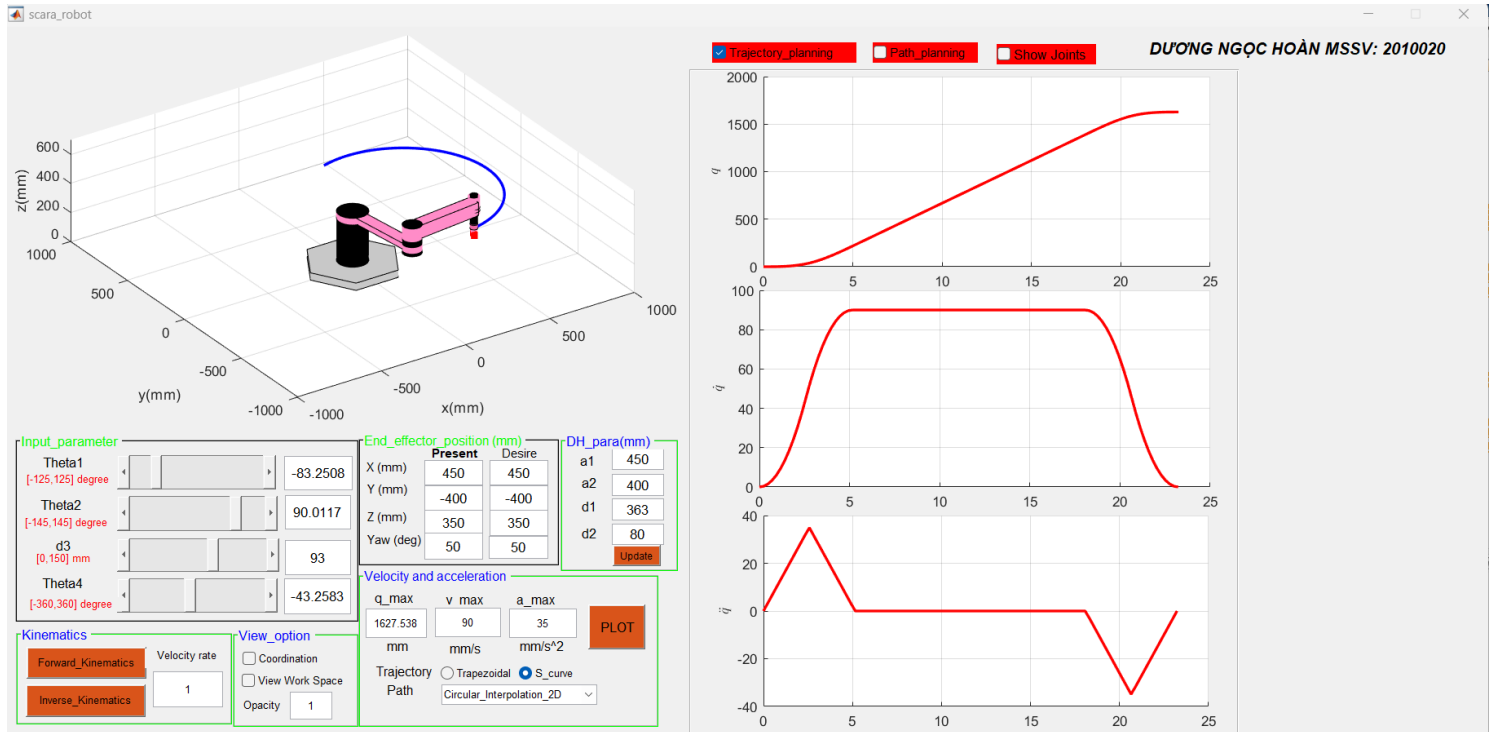 scara_robot
Trajectory_planning
Path_planning
Show Joints
DƯƠNG NGỌC HOÀN MSSV: 2010020
z(mm)
600
400
200
0
1000
500
0
-500
-1000
y(mm)
-1000
-500
0
500
1000
x(mm)
2000
1500
1000
500
0
q
0 5 10 15 20 25
100
80
60
40
20
0
q̇
0 5 10 15 20 25
40
20
0
-20
-40
q̈
0 5 10 15 20 25
Input_parameter
Theta1
[-125,125] degree
-83.2508
Theta2
[-145,145] degree
90.0117
d3
[0,150] mm
93
Theta4
[-360,360] degree
-43.2583
End_effector_position (mm)
Present Desire
X (mm) 450 450
Y (mm) -400 -400
Z (mm) 350 350
Yaw (deg) 50 50
DH_para(mm)
a1 450
a2 400
d1 363
d2 80
Update
Kinematics
Forward_Kinematics
Inverse_Kinematics
Velocity rate
1
View_option
Coordination
View Work Space
Opacity 1
Velocity and acceleration
q_max v_max a_max
1627.538 90 35
mm mm/s mm/s^2
PLOT
Trajectory Trapezoidal S_curve
Path Circular_Interpolation_2D